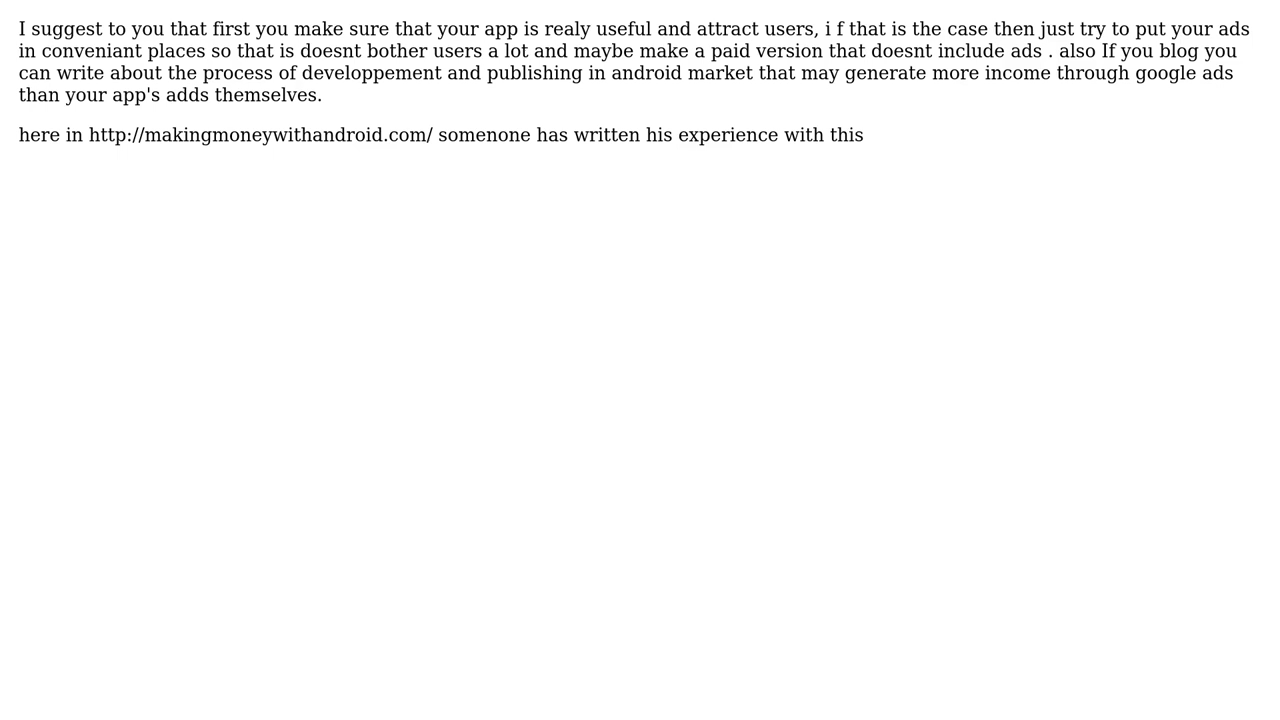 I suggest to you that first you make sure that your app is realy useful and attract users, i f that is the case then just try to put your ads
in conveniant places so that is doesnt bother users a lot and maybe make a paid version that doesnt include ads . also If you blog you
can write about the process of developpement and publishing in android market that may generate more income through google ads
than your app's adds themselves.
here in http://makingmoneywithandroid.com/ somenone has written his experience with this